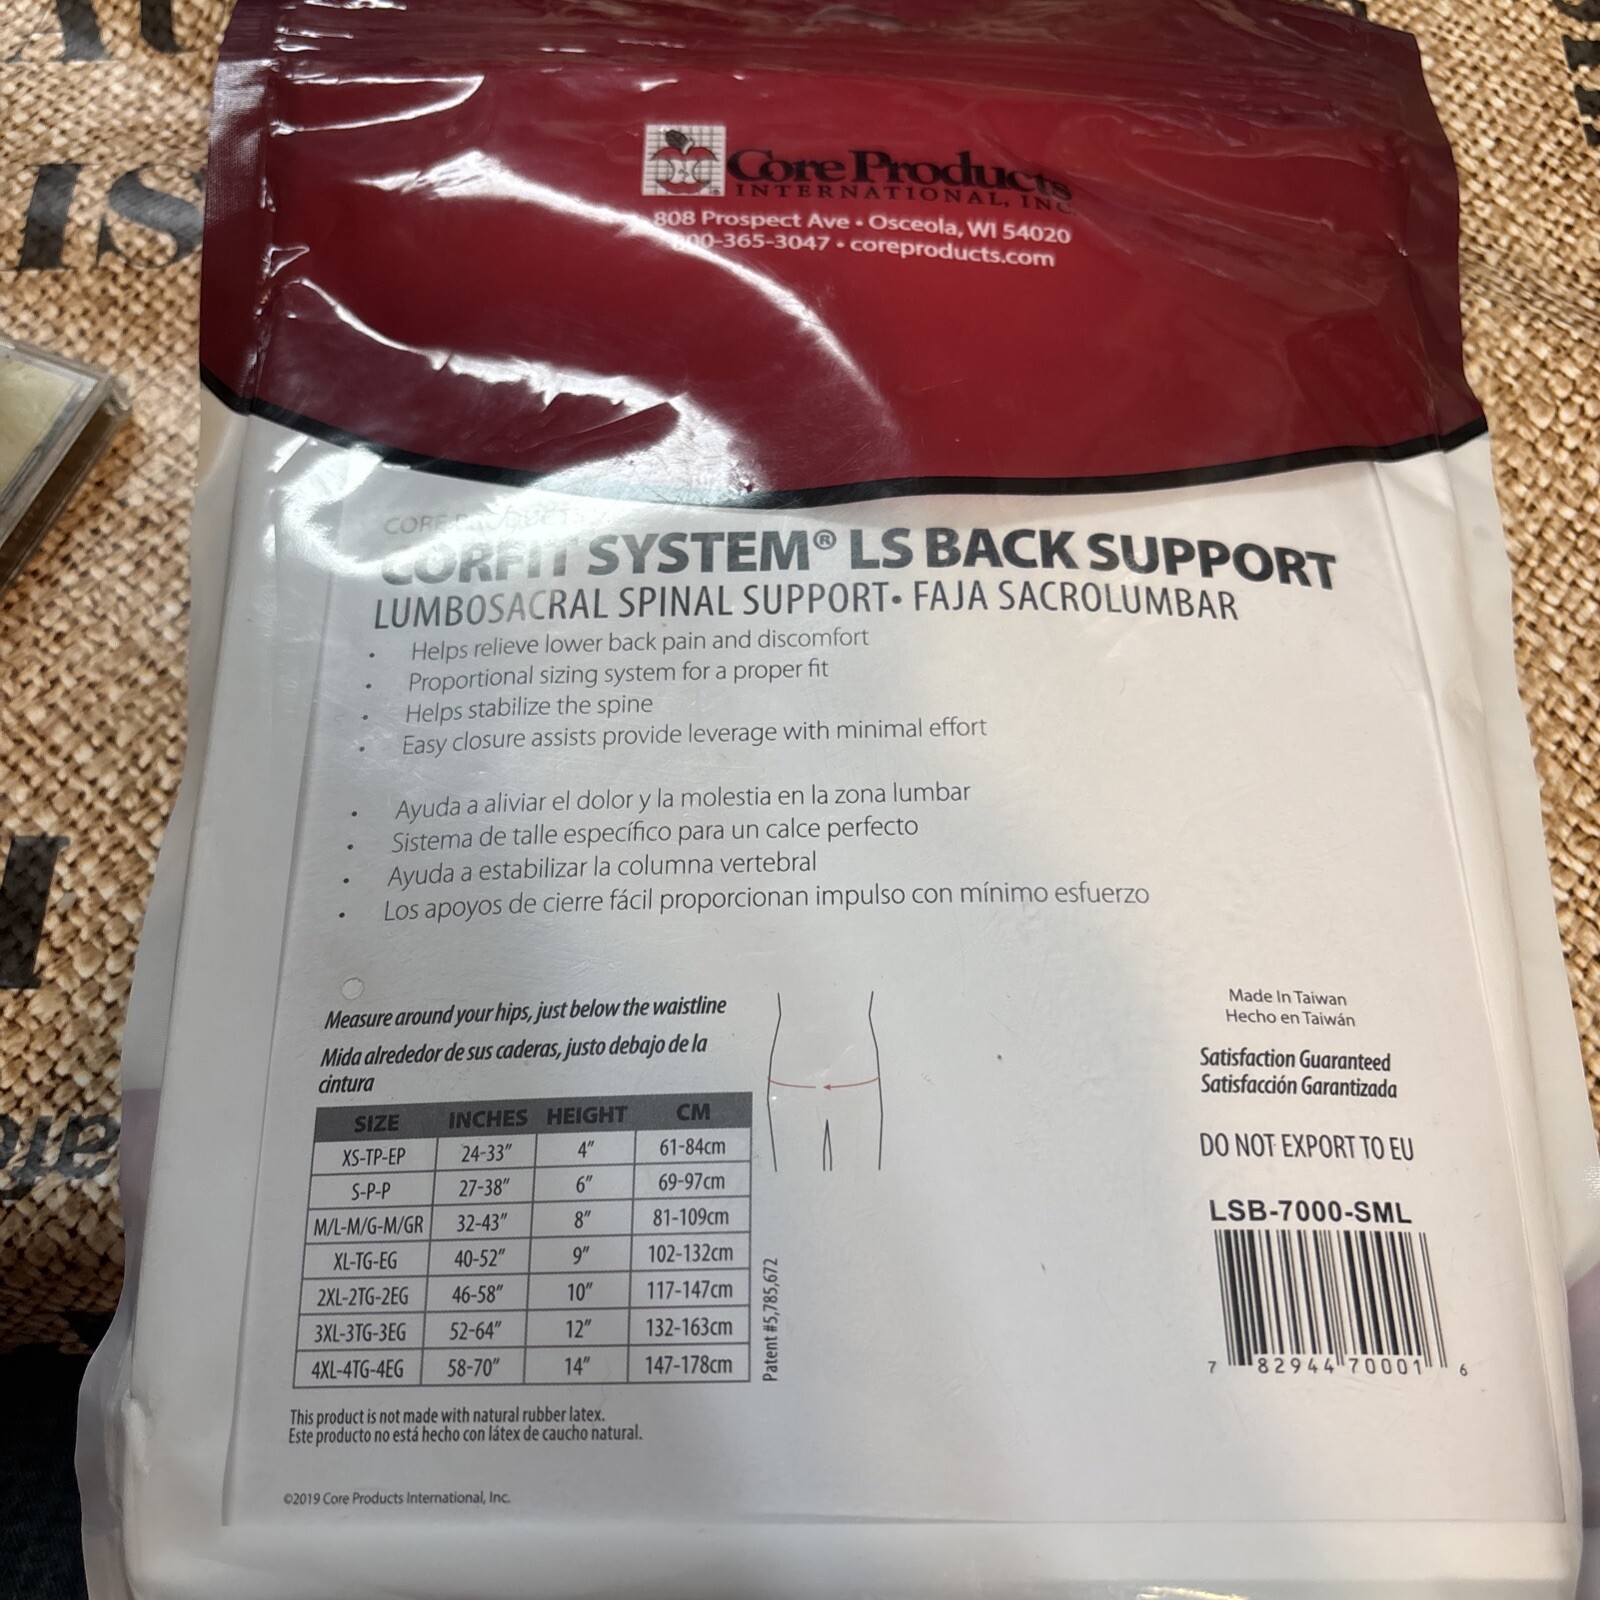 Core Products
INTERNATIONAL, INC.
808 Prospect Ave • Osceola, WI 54020
00-365-3047 • coreproducts.com
CORE PRODUCTS
CORFIT SYSTEM® LS BACK SUPPORT
LUMBOSACRAL SPINAL SUPPORT• FAJA SACROLUMBAR
• Helps relieve lower back pain and discomfort
• Proportional sizing system for a proper fit
• Helps stabilize the spine
• Easy closure assists provide leverage with minimal effort
• Ayuda a aliviar el dolor y la molestia en la zona lumbar
• Sistema de talle específico para un calce perfecto
• Ayuda a estabilizar la columna vertebral
• Los apoyos de cierre fácil proporcionan impulso con mínimo esfuerzo
Measure around your hips, just below the waistline
Mida alrededor de sus caderas, justo debajo de la
cintura
SIZE INCHES HEIGHT CM
XS-TP-EP 24-33" 4" 61-84cm
S-P-P 27-38" 6" 69-97cm
M/L-M/G-M/GR 32-43" 8" 81-109cm
XL-TG-EG 40-52" 9" 102-132cm
2XL-2TG-2EG 46-58" 10" 117-147cm
3XL-3TG-3EG 52-64" 12" 132-163cm
4XL-4TG-4EG 58-70" 14" 147-178cm
Patent #5,785,672
This product is not made with natural rubber latex.
Este producto no está hecho con látex de caucho natural.
©2019 Core Products International, Inc.
Made In Taiwan
Hecho en Taiwán
Satisfaction Guaranteed
Satisfacción Garantizada
DO NOT EXPORT TO EU
LSB-7000-SML
7 82944 70001 6
IS